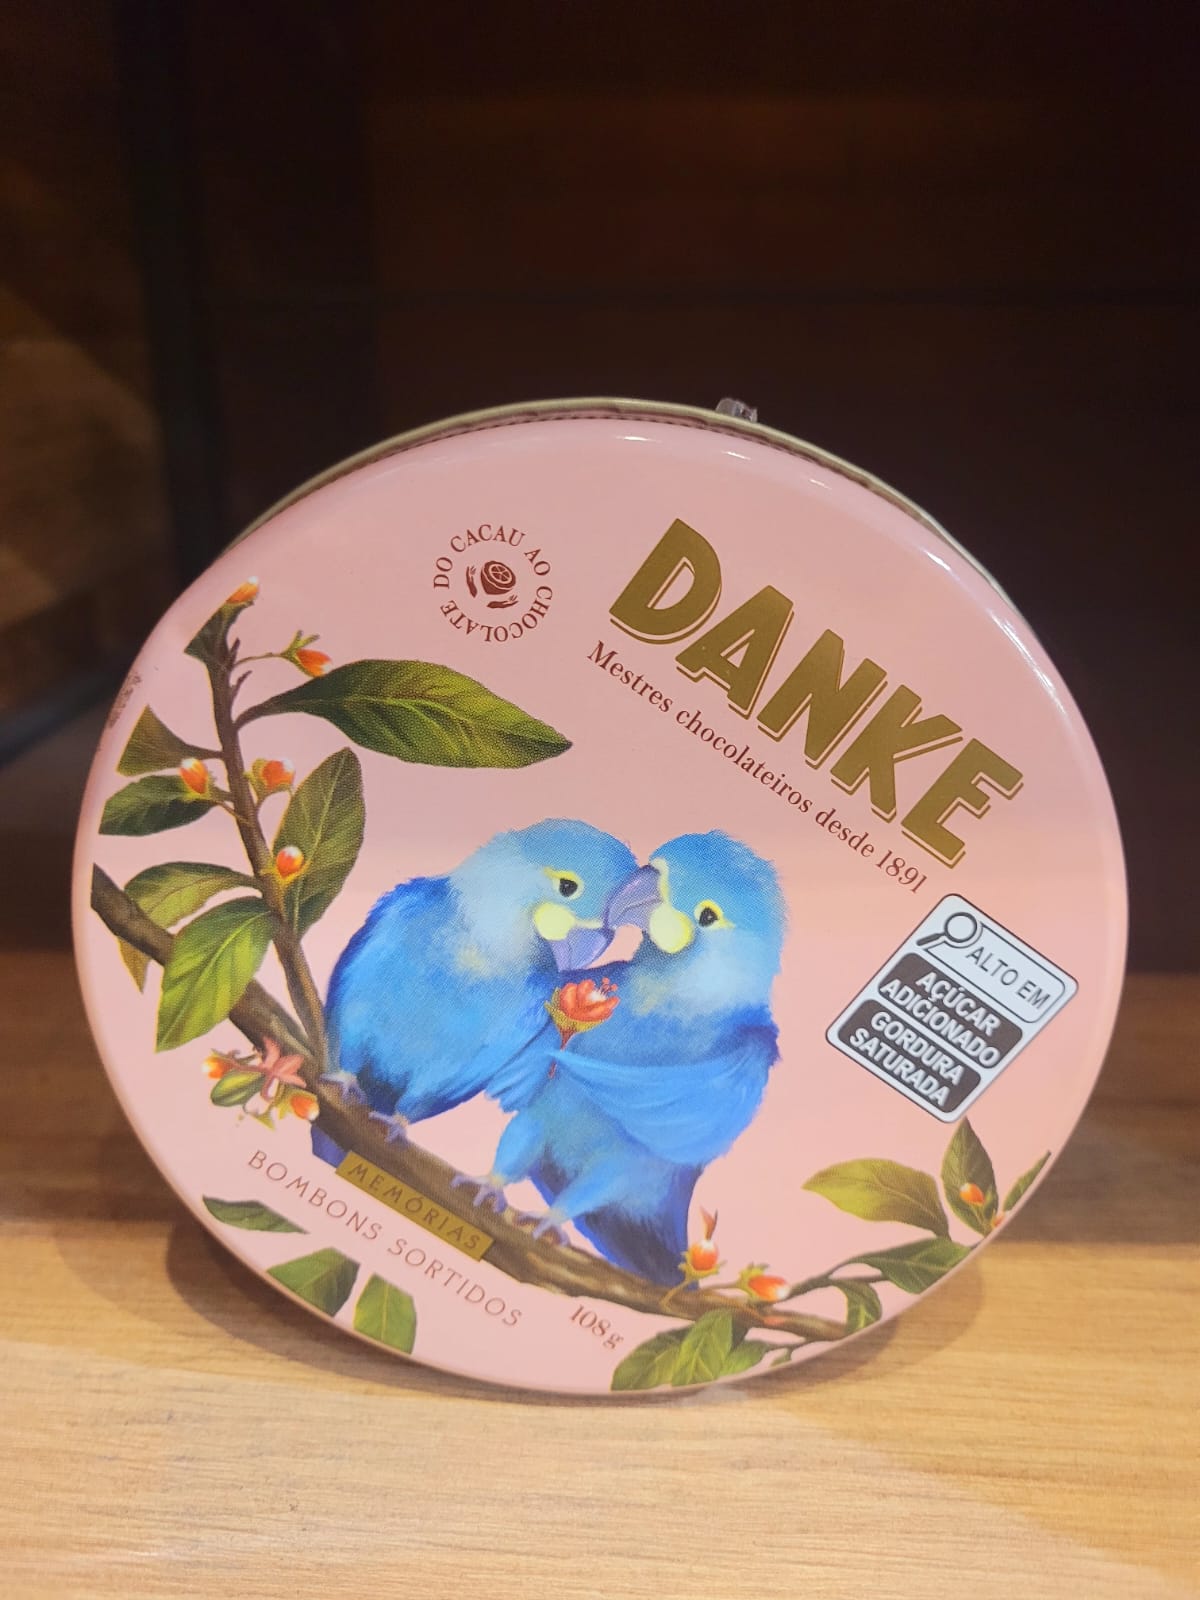 DO CACAU AO CHOCOLATE
DANKE
Mestres chocolateiros desde 1891
ALTO EM
AÇÚCAR
ADICIONADO
GORDURA
SATURADA
MEMÓRIAS
BOMBONS SORTIDOS
108g